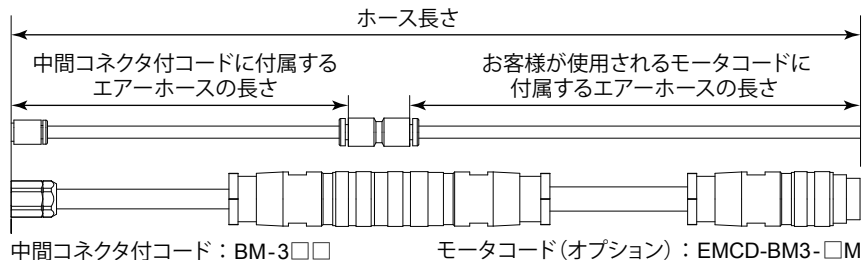 ホース長さ
中間コネクタ付コードに付属する
エアーホースの長さ
お客様が使用されるモータコードに
付属するエアーホースの長さ
中間コネクタ付コード：BM-3□□
モータコード（オプション）：EMCD-BM3-□M